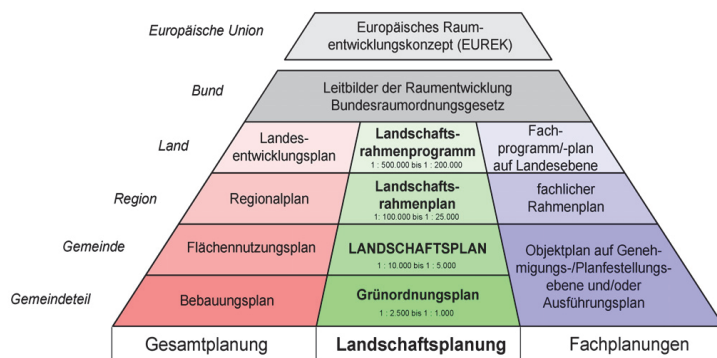 Europäische Union
Europäisches Raum-
entwicklungskonzept (EUREK)
Bund
Leitbilder der Raumentwicklung
Bundesraumordnungsgesetz
Land
Landes-
entwicklungsplan
Landschafts-
rahmenprogramm
1 : 500.000 bis 1 : 200.000
Fach-
programm/-plan
auf Landesebene
Region
Regionalplan
Landschafts-
rahmenplan
1: 100.000 bis 1 : 25.000
fachlicher
Rahmenplan
Gemeinde
Flächennutzungsplan
LANDSCHAFTSPLAN
1 : 10.000 bis 1 : 5.000
Objektplan auf Geneh-
migungs-/Planfestellungs-
ebene und/oder
Ausführungsplan
Gemeindeteil
Bebauungsplan
Grünordnungsplan
1 : 2.500 bis 1 : 1.000
Gesamtplanung
Landschaftsplanung
Fachplanungen